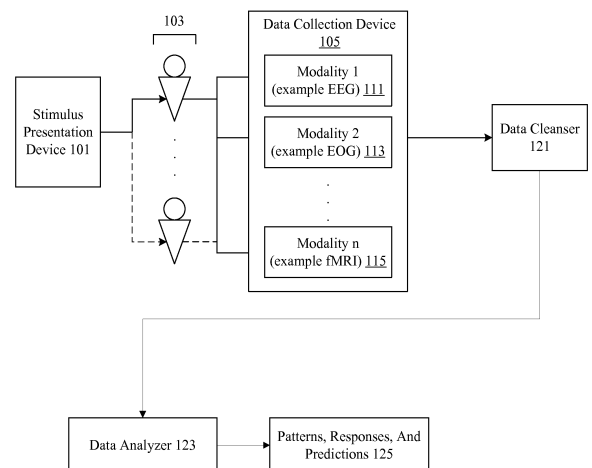 103
Data Collection Device
105
Modality 1
(example EEG) 111
Stimulus
Presentation
Device 101
Modality 2
(example EOG) 113
Data Cleanser
121
Modality n
(example fMRI) 115
Data Analyzer 123
Patterns, Responses, And
Predictions 125